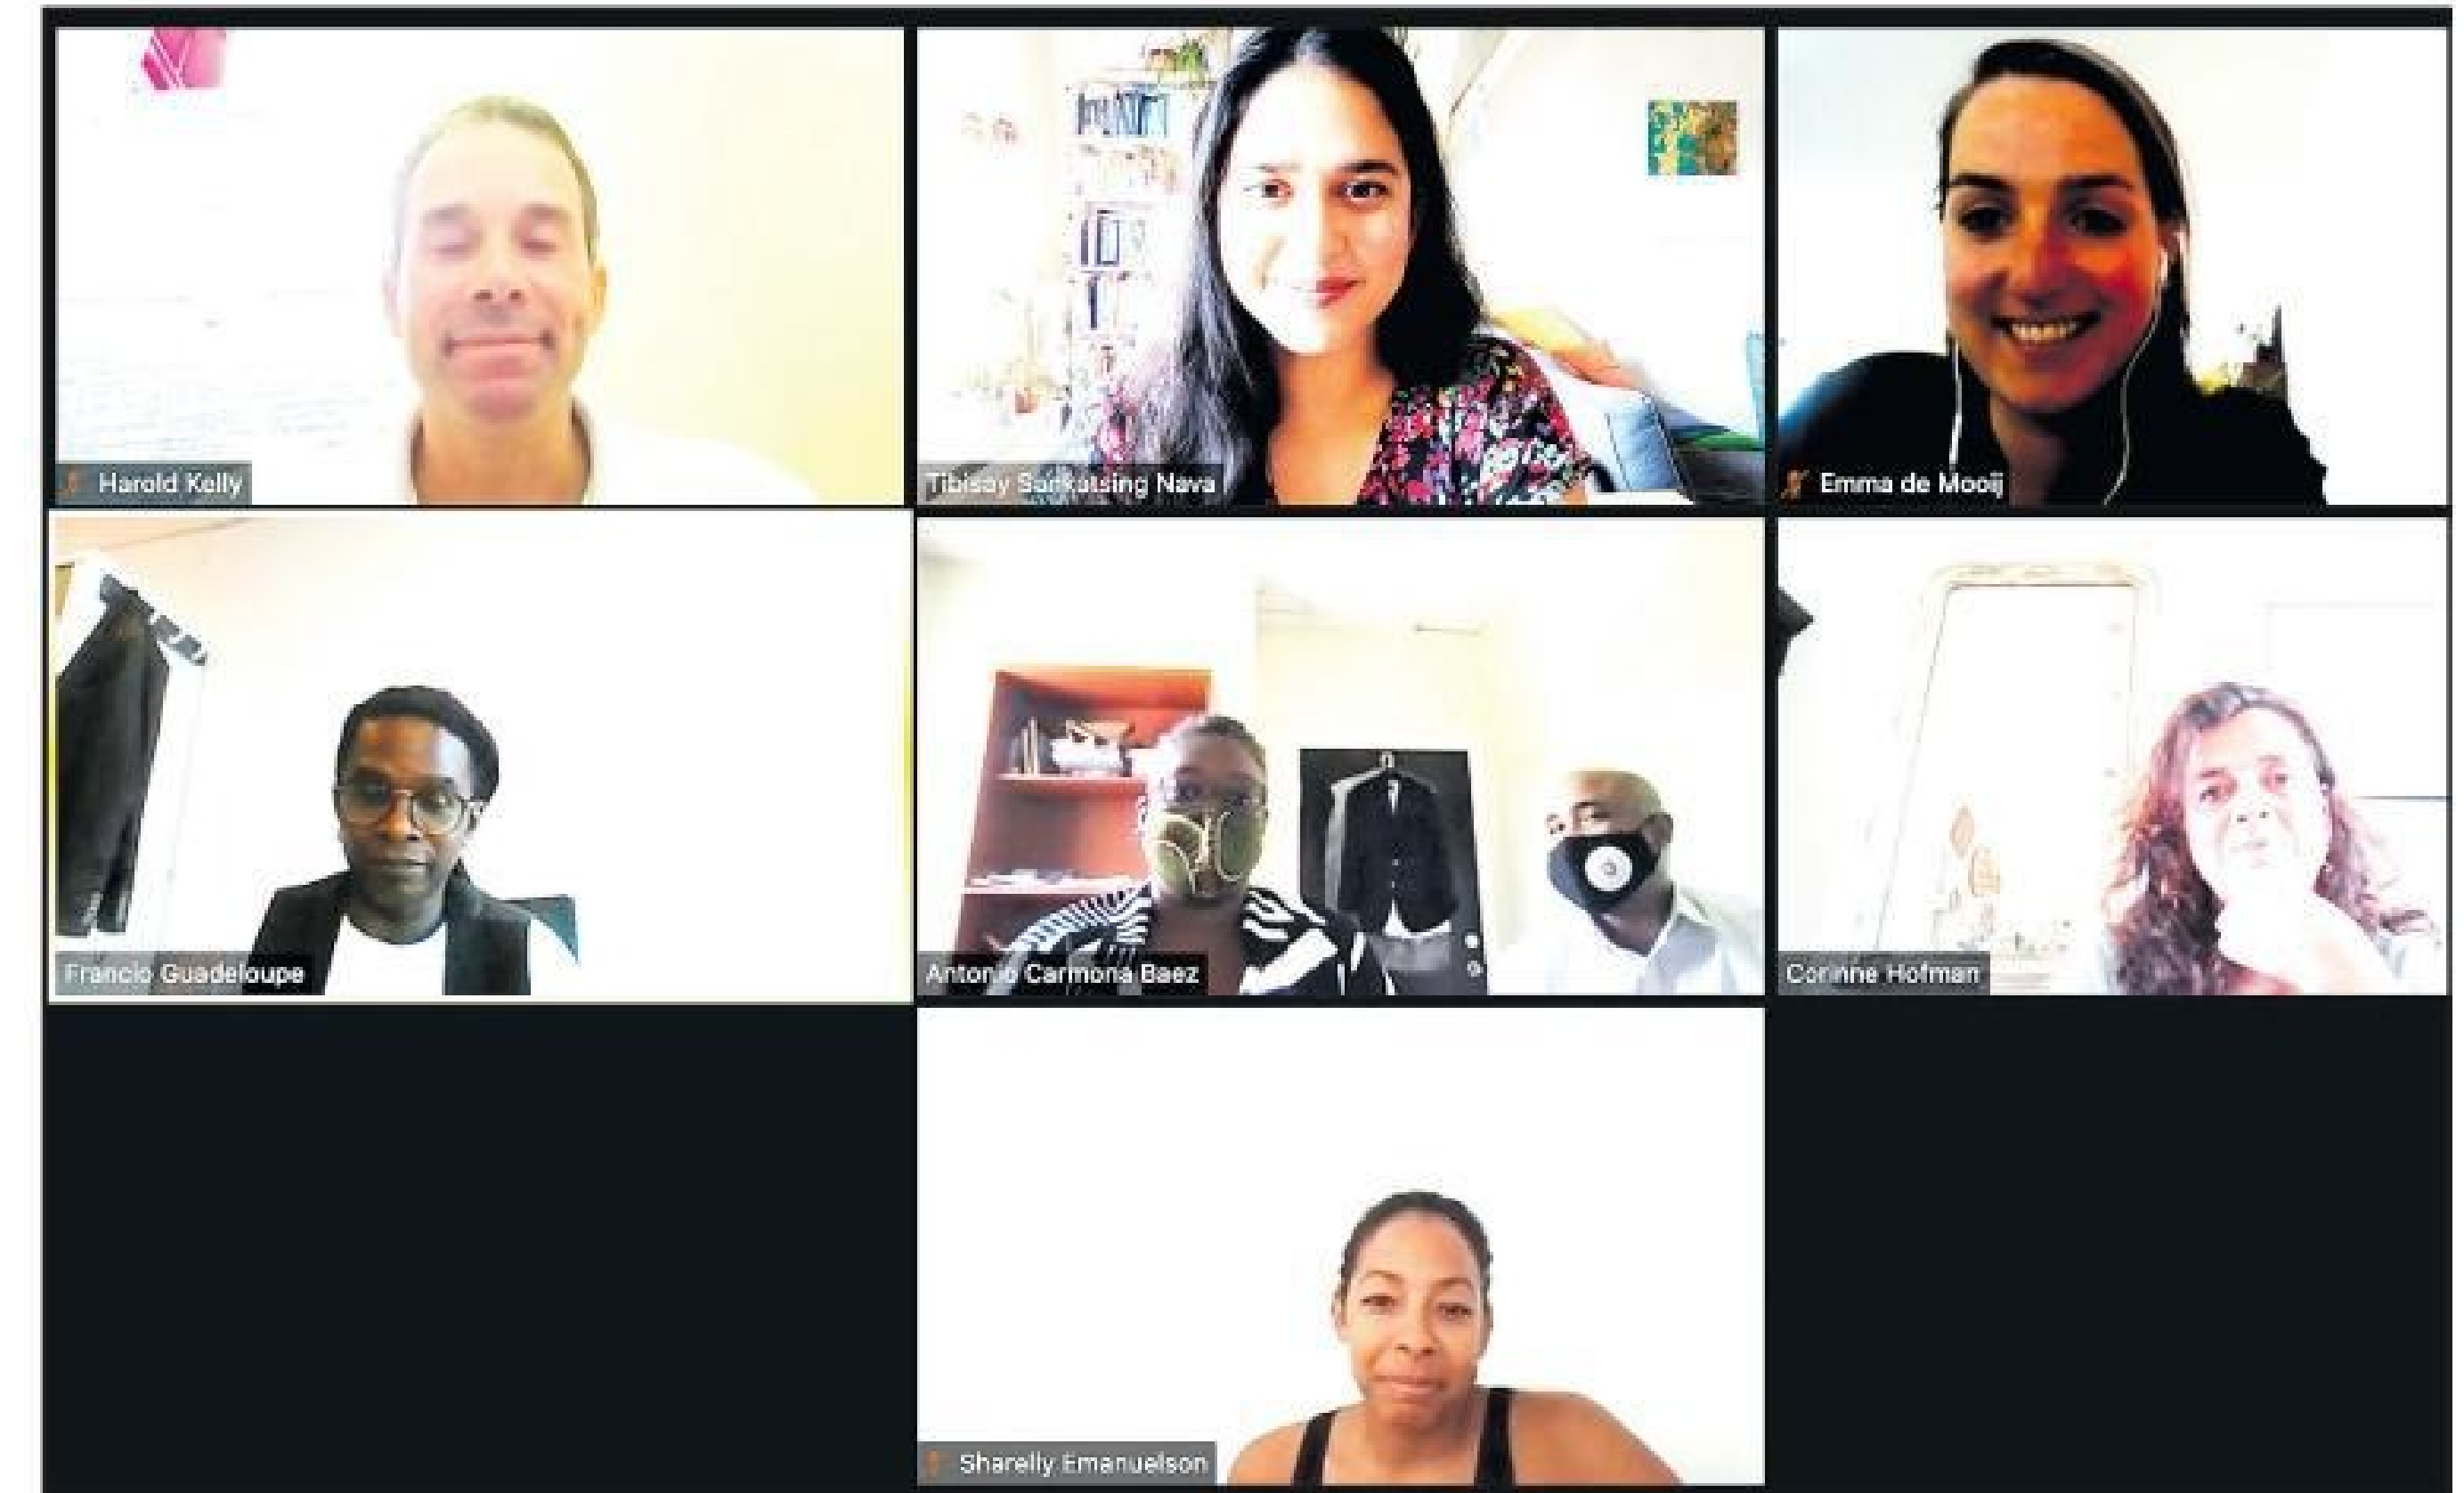 Harold Kelly
Tibisay Sankatsing Nava
Emma de Mooij
Francio Guadeloupe
Antonio Carmona Baez
Corinne Hofman
Sharelly Emanuelson